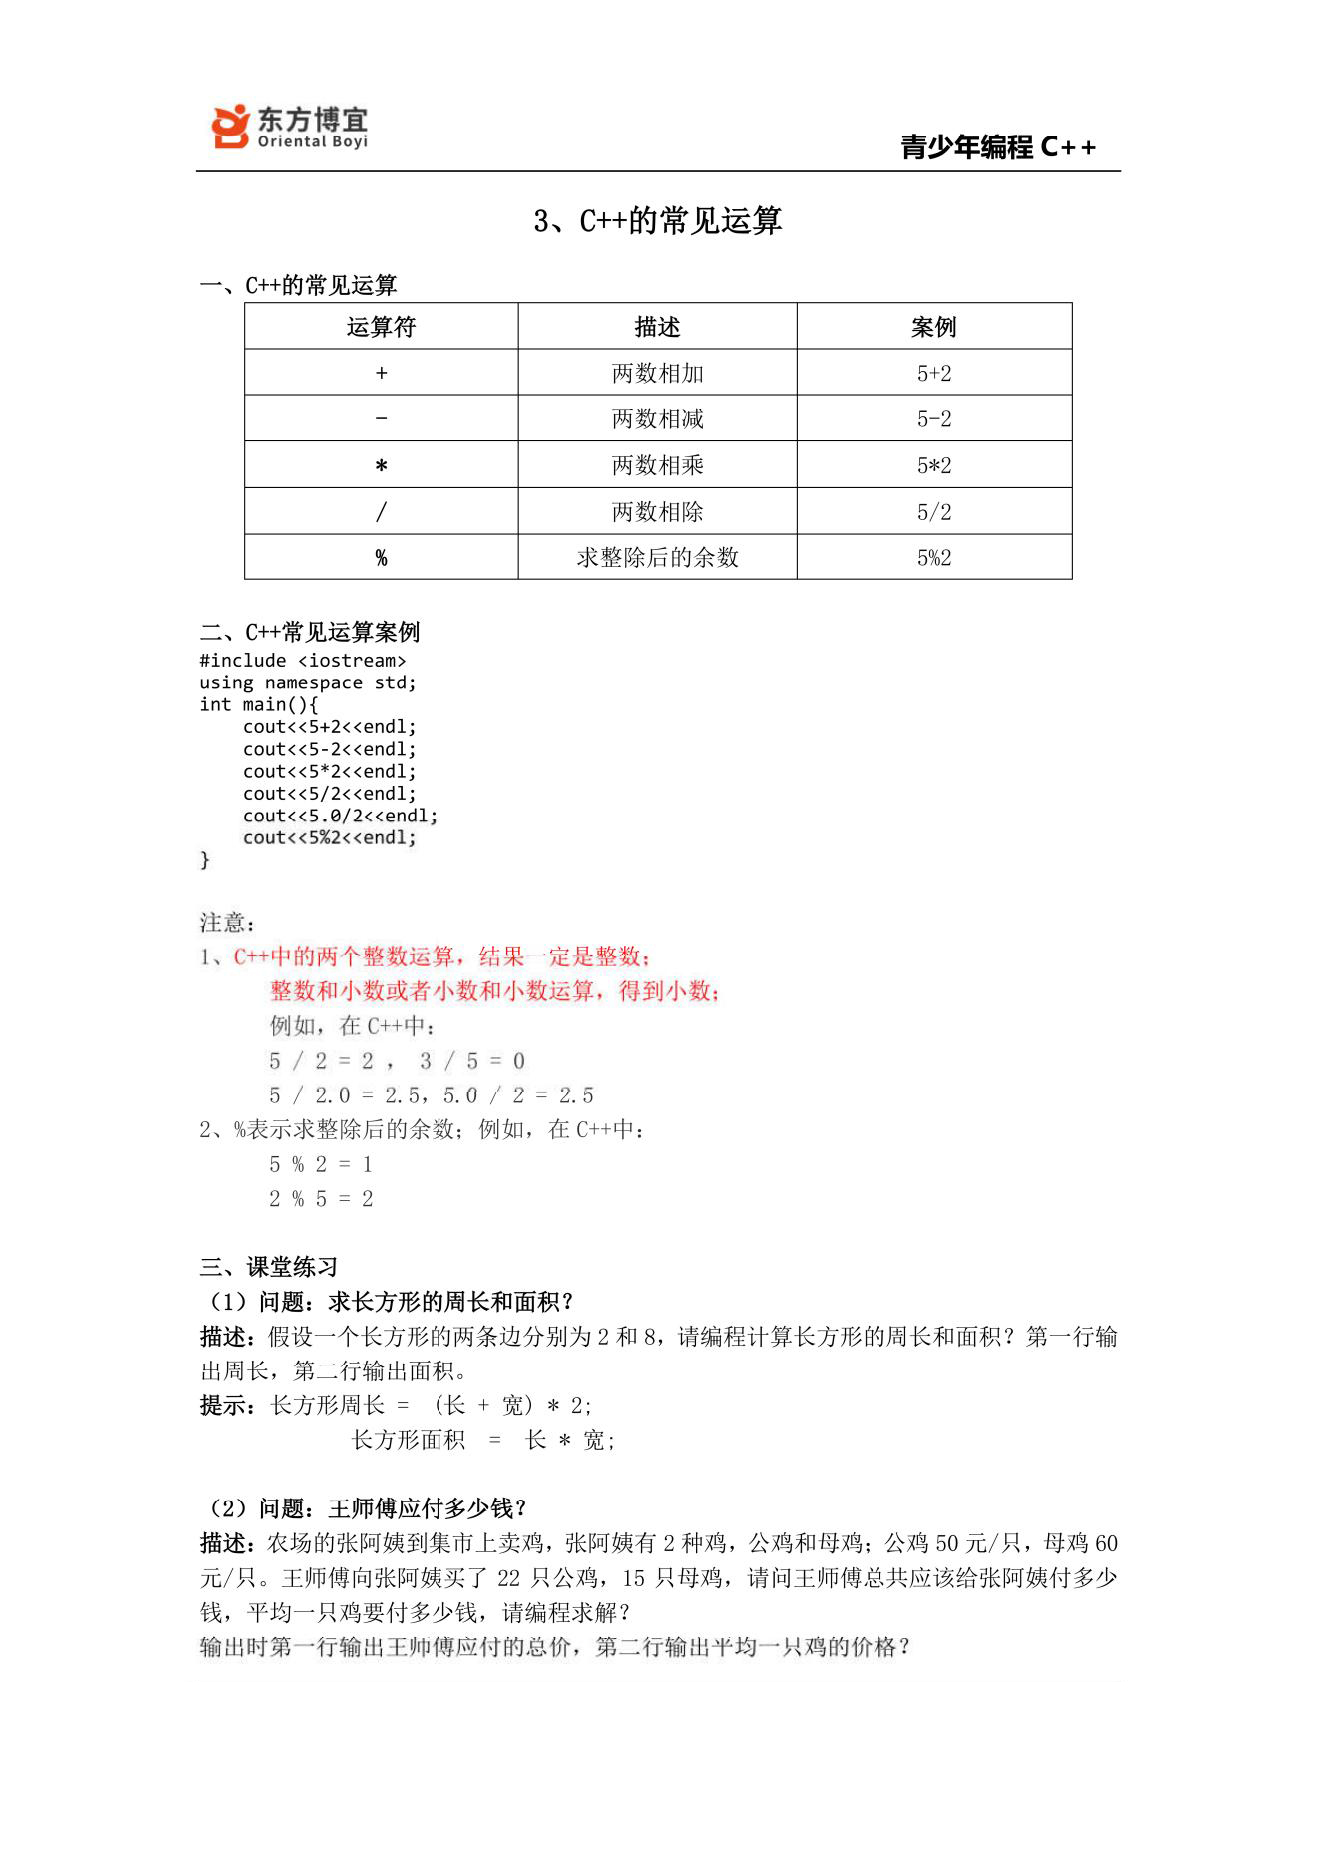 东方博宜
Oriental Boyi
青少年编程 C++
3、C++的常见运算
一、C++的常见运算
运算符 描述 案例
+ 两数相加 5+2
- 两数相减 5-2
* 两数相乘 5*2
/ 两数相除 5/2
% 求整除后的余数 5%2
二、C++常见运算案例
#include <iostream>
using namespace std;
int main(){
    cout<<5+2<<endl;
    cout<<5-2<<endl;
    cout<<5*2<<endl;
    cout<<5/2<<endl;
    cout<<5.0/2<<endl;
    cout<<5%2<<endl;
}
注意：
1、C++中的两个整数运算，结果一定是整数；
整数和小数或者小数和小数运算，得到小数；
例如，在 C++中：
5 / 2 = 2 ， 3 / 5 = 0
5 / 2.0 = 2.5，5.0 / 2 = 2.5
2、%表示求整除后的余数；例如，在 C++中：
5 % 2 = 1
2 % 5 = 2
三、课堂练习
（1）问题：求长方形的周长和面积？
描述：假设一个长方形的两条边分别为 2 和 8，请编程计算长方形的周长和面积？第一行输
出周长，第二行输出面积。
提示：长方形周长 = （长 + 宽）* 2;
长方形面积 = 长 * 宽;
（2）问题：王师傅应付多少钱？
描述：农场的张阿姨到集市上卖鸡，张阿姨有 2 种鸡，公鸡和母鸡；公鸡 50 元/只，母鸡 60
元/只。王师傅向张阿姨买了 22 只公鸡，15 只母鸡，请问王师傅总共应该给张阿姨付多少
钱，平均一只鸡要付多少钱，请编程求解？
输出时第一行输出王师傅应付的总价，第二行输出平均一只鸡的价格？